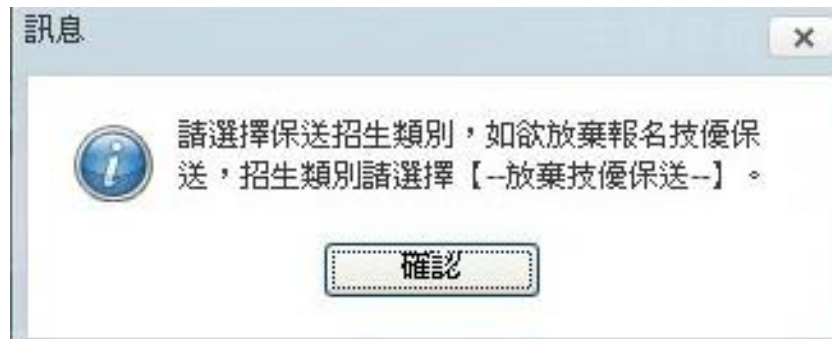 訊息
請選擇保送招生類別，如欲放棄報名技優保
送，招生類別請選擇【--放棄技優保送--】。
確認